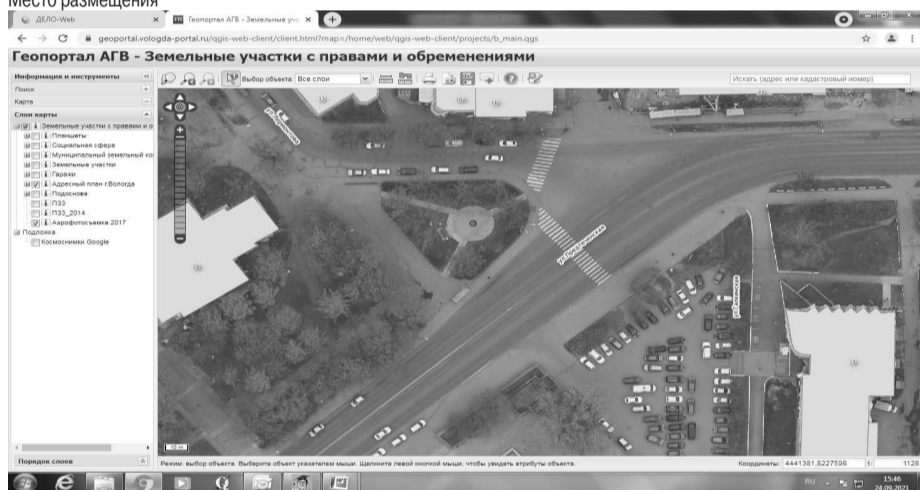 Место размещения
ДЕЛО-Web
Геопортал АГВ - Земельные уча
geoportal.vologda-portal.ru/qgis-web-client/client.html?map=/home/web/qgis-web-client/projects/b_main.qgs
Геопортал АГВ - Земельные участки с правами и обременениями
Информация и инструменты
Выбор объекта: Все слои
Искать (адрес или кадастровый номер)
Поиск
Карта
Слои карты
Земельные участки с правами и о
Планшеты
Социальная сфера
Муниципальный земельный ко
Земельные участки
Гаражи
Адресный план г.Вологда
Подоснова
ПЗЗ
ПЗЗ_2014
Аэрофотосъемка 2017
Подложка
Космоснимки Google
10 m
Порядок слоев
Режим: выбор объекта. Выберите объект указателем мыши. Щелкните левой кнопкой мыши, чтобы увидеть атрибуты объекта.
Координаты: 4441381,8227598
1:
1128
RU
15:46
24.09.2021